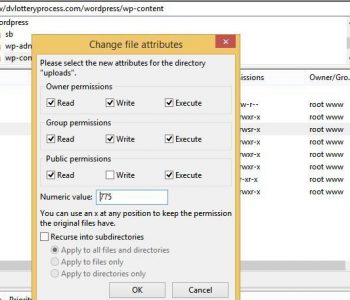 /dvlotteryprocess.com/wordpress/wp-content
ordpress
sb
wp-adn
wp-con
Change file attributes
Please select the new attributes for the directory
"uploads".
Owner permissions
Read Write Execute
Group permissions
Read Write Execute
Public permissions
Read Write Execute
Numeric value: 775
You can use an x at any position to keep the permission
the original files have.
Recurse into subdirectories
Apply to all files and directories
Apply to files only
Apply to directories only
OK Cancel
issions Owner/Gro..
w-r-- root www
rwxr-x root www
rwsr-x root www
rwxr-x root www
rwxr-x root www
-xr-x root www
rwxr-x root www